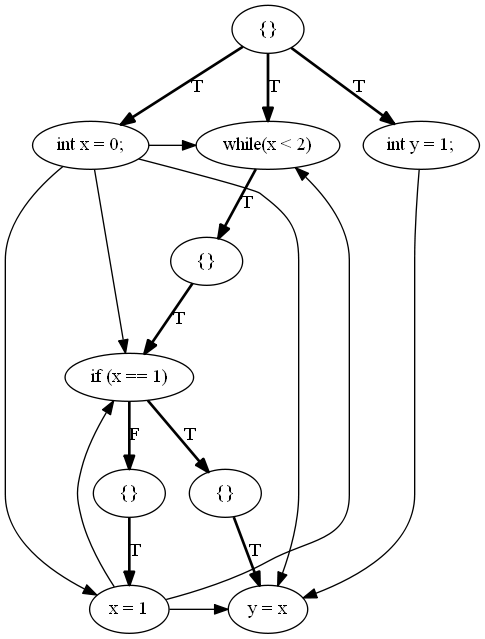 {}
T
T
T
int x = 0;
while(x < 2)
int y = 1;
T
{}
T
if (x == 1)
F
T
{}
{}
T
T
x = 1
y = x